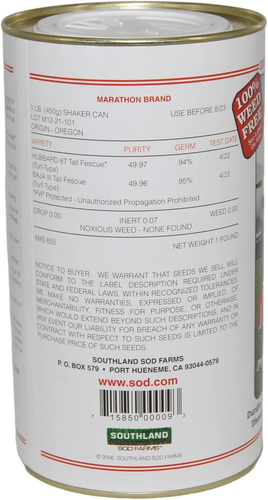 MARATHON BRAND
1 LB. (450g) SHAKER CAN
LOT M12-21-101 USE BEFORE 8/23
ORIGIN - OREGON
VARIETY PURITY GERM TEST DATE
HUBBARD 87 Tall Fescue* 49.97 94% 4/22
(Turf-Type)
BAJA III Tall Fescue 49.96 95% 4/22
(Turf-Type)
*PVP Protected - Unauthorized Propagation Prohibited
CROP 0.00 INERT 0.07 WEED 0.00
NOXIOUS WEED - NONE FOUND
AMS-655 NET WEIGHT 1 POUND
NOTICE TO BUYER: WE WARRANT THAT SEEDS WE SELL WILL
CONFORM TO THE LABEL DESCRIPTION REQUIRED UNDER
STATE AND FEDERAL LAWS, WITHIN RECOGNIZED TOLERANCES.
WE MAKE NO WARRANTIES, EXPRESSED OR IMPLIED, OF
MERCHANTABILITY, FITNESS FOR PURPOSE, OR OTHERWISE,
WHICH WOULD EXTEND BEYOND SUCH DESCRIPTIONS, AND IN
ANY EVENT OUR LIABILITY FOR BREACH OF ANY WARRANTY OR
CONTRACT WITH RESPECT TO SUCH SEEDS IS LIMITED TO THE
PURCHASE PRICE OF SUCH SEEDS.
SOUTHLAND SOD FARMS
P. O. BOX 579 • PORT HUENEME, CA 93044-0579
www.sod.com
7 15850 00009 3
SOUTHLAND
SOD FARMS
© 2006 SOUTHLAND SOD FARMS
100%
WEED
FREE